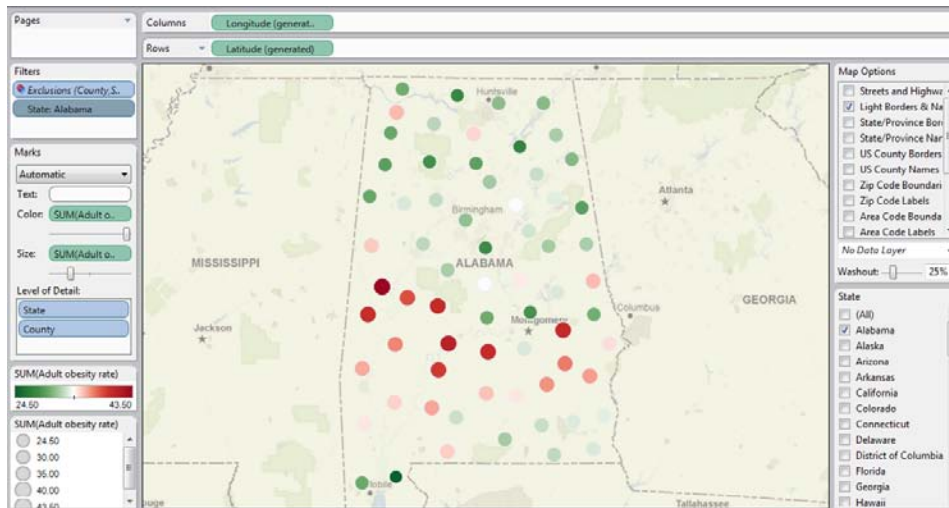 Pages
Columns
Longitude (generat..
Rows
Latitude (generated)
Filters
Exclusions (County,S..
State: Alabama
Marks
Automatic
Text:
Color:
SUM(Adult o..
Size:
SUM(Adult o..
Level of Detail:
State
County
SUM(Adult obesity rate)
24.50
43.50
SUM(Adult obesity rate)
24.50
30.00
35.00
40.00
43.50
Huntsville
Atlanta
Birmingham
MISSISSIPPI
ALABAMA
GEORGIA
Columbus
Jackson
Montgomery
Mobile
Tallahassee
Map Options
Streets and Highwa
Light Borders & Na
State/Province Bor
State/Province Nar
US County Borders
US County Names
Zip Code Boundari
Zip Code Labels
Area Code Bounda
Area Code Labels
No Data Layer
Washout:
25%
State
(All)
Alabama
Alaska
Arizona
Arkansas
California
Colorado
Connecticut
Delaware
District of Columbia
Florida
Georgia
Hawaii